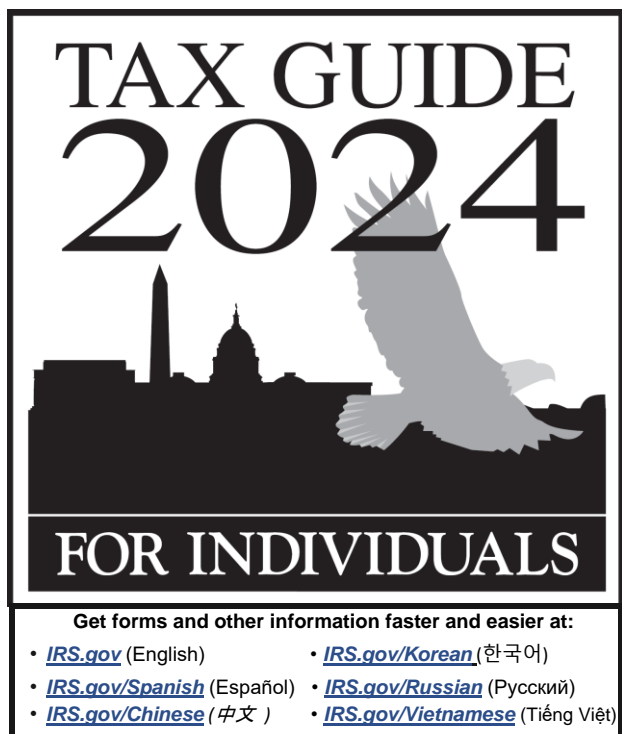 TAX GUIDE
2024
FOR INDIVIDUALS
Get forms and other information faster and easier at:
• IRS.gov (English)
• IRS.gov/Korean (한국어)
• IRS.gov/Spanish (Español)
• IRS.gov/Russian (Русский)
• IRS.gov/Chinese (中文 )
• IRS.gov/Vietnamese (Tiếng Việt)